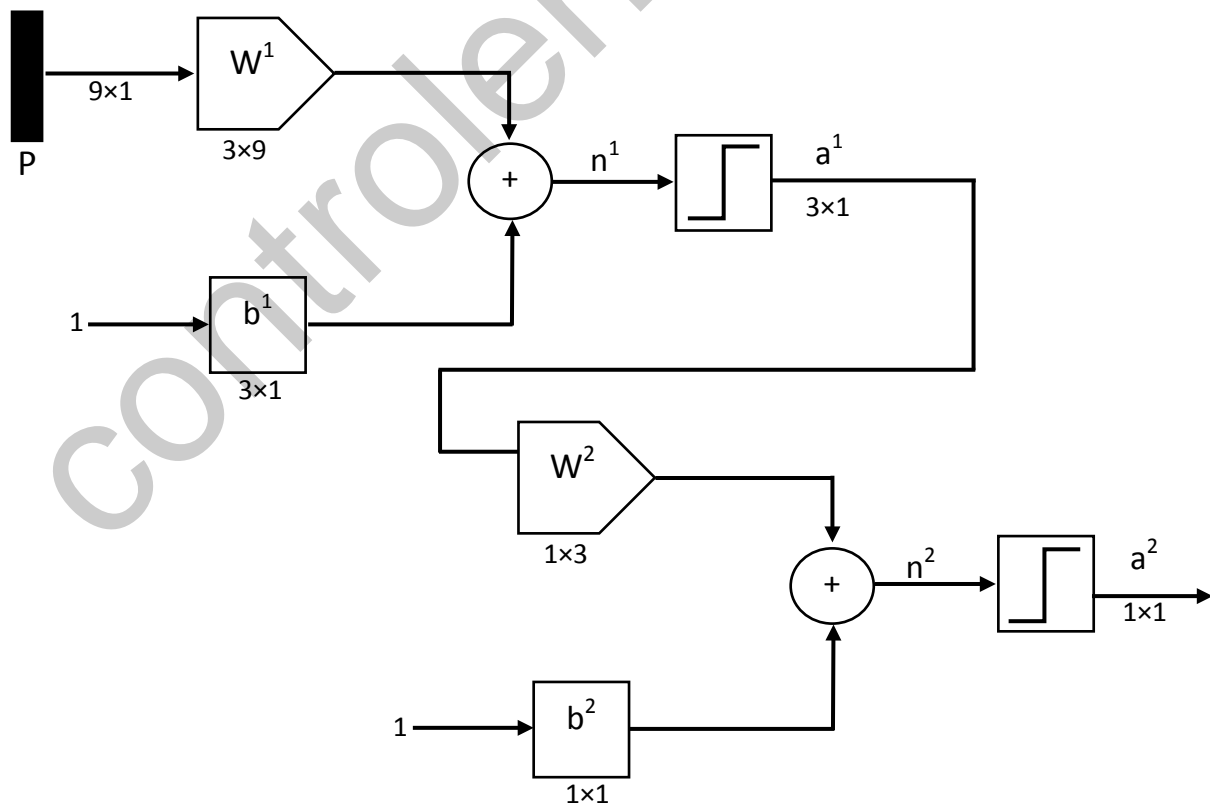 W¹
9×1
3×9
P
+
n¹
a¹
3×1
1
b¹
3×1
W²
1×3
+
n²
a²
1×1
1
b²
1×1
controlen